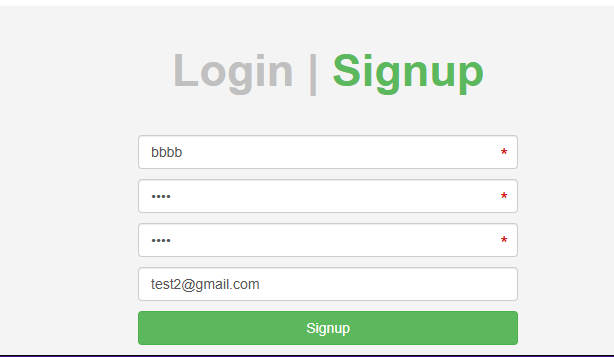 Login | Signup
bbbb *
•••• *
•••• *
test2@gmail.com
Signup